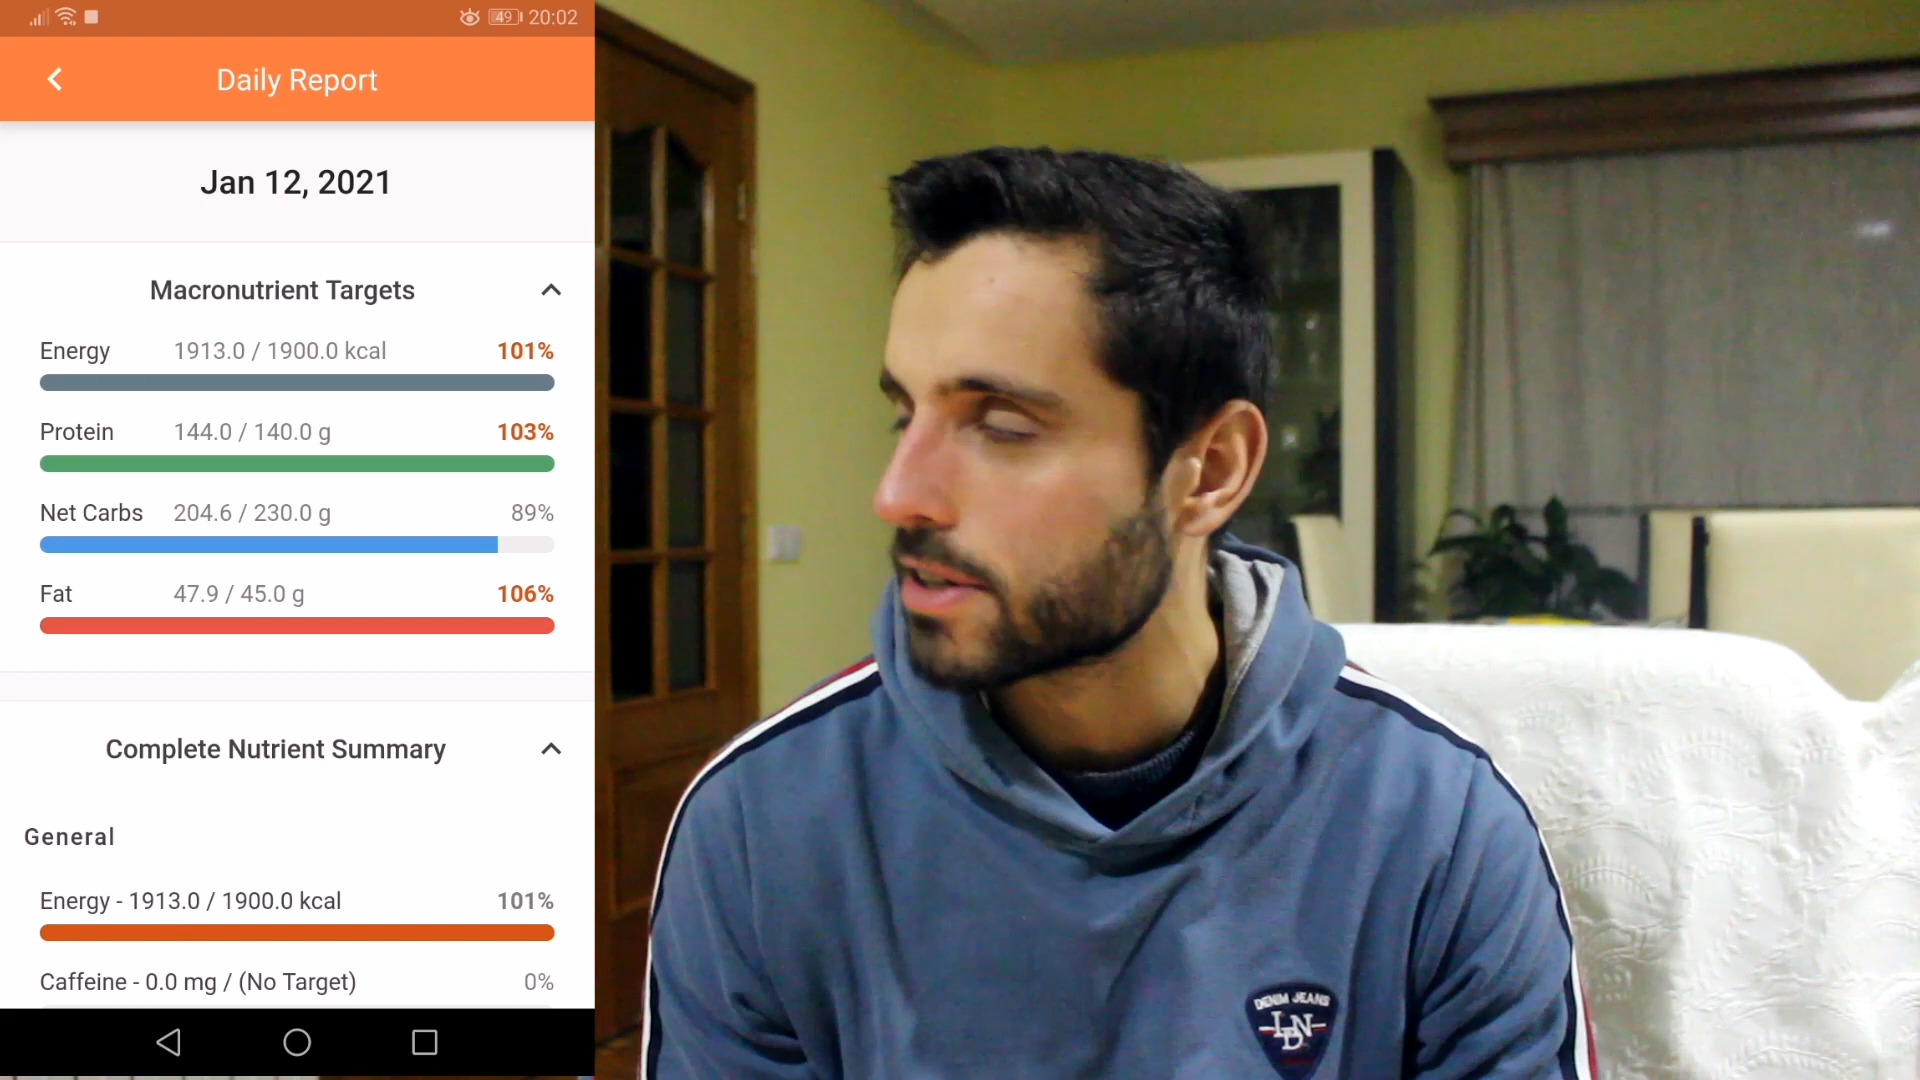 49 20:02
Daily Report
Jan 12, 2021
Macronutrient Targets
Energy 1913.0 / 1900.0 kcal 101%
Protein 144.0 / 140.0 g 103%
Net Carbs 204.6 / 230.0 g 89%
Fat 47.9 / 45.0 g 106%
Complete Nutrient Summary
General
Energy - 1913.0 / 1900.0 kcal 101%
Caffeine - 0.0 mg / (No Target) 0%
DENIM JEANS
LDN